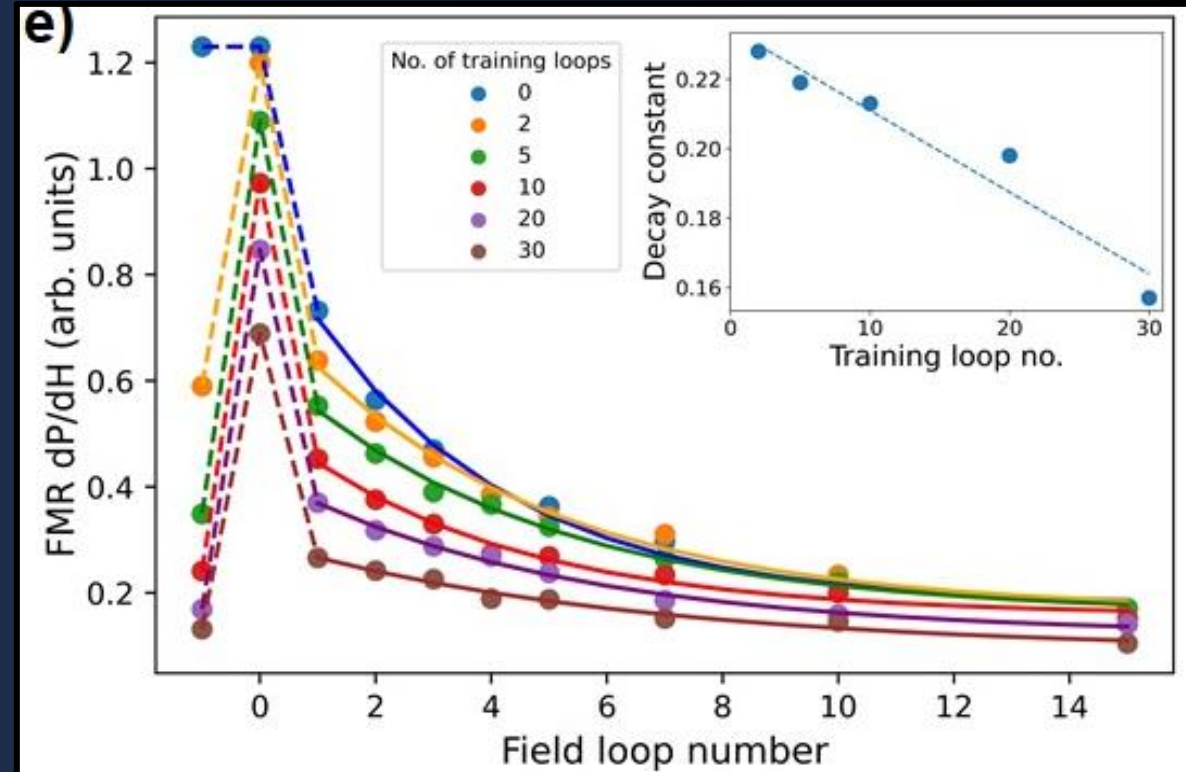 e)
FMR dP/dH (arb. units)
1.2
1.0
0.8
0.6
0.4
0.2
No. of training loops
0
2
5
10
20
30
Decay constant
0.22
0.20
0.18
0.16
0 10 20 30
Training loop no.
0 2 4 6 8 10 12 14
Field loop number